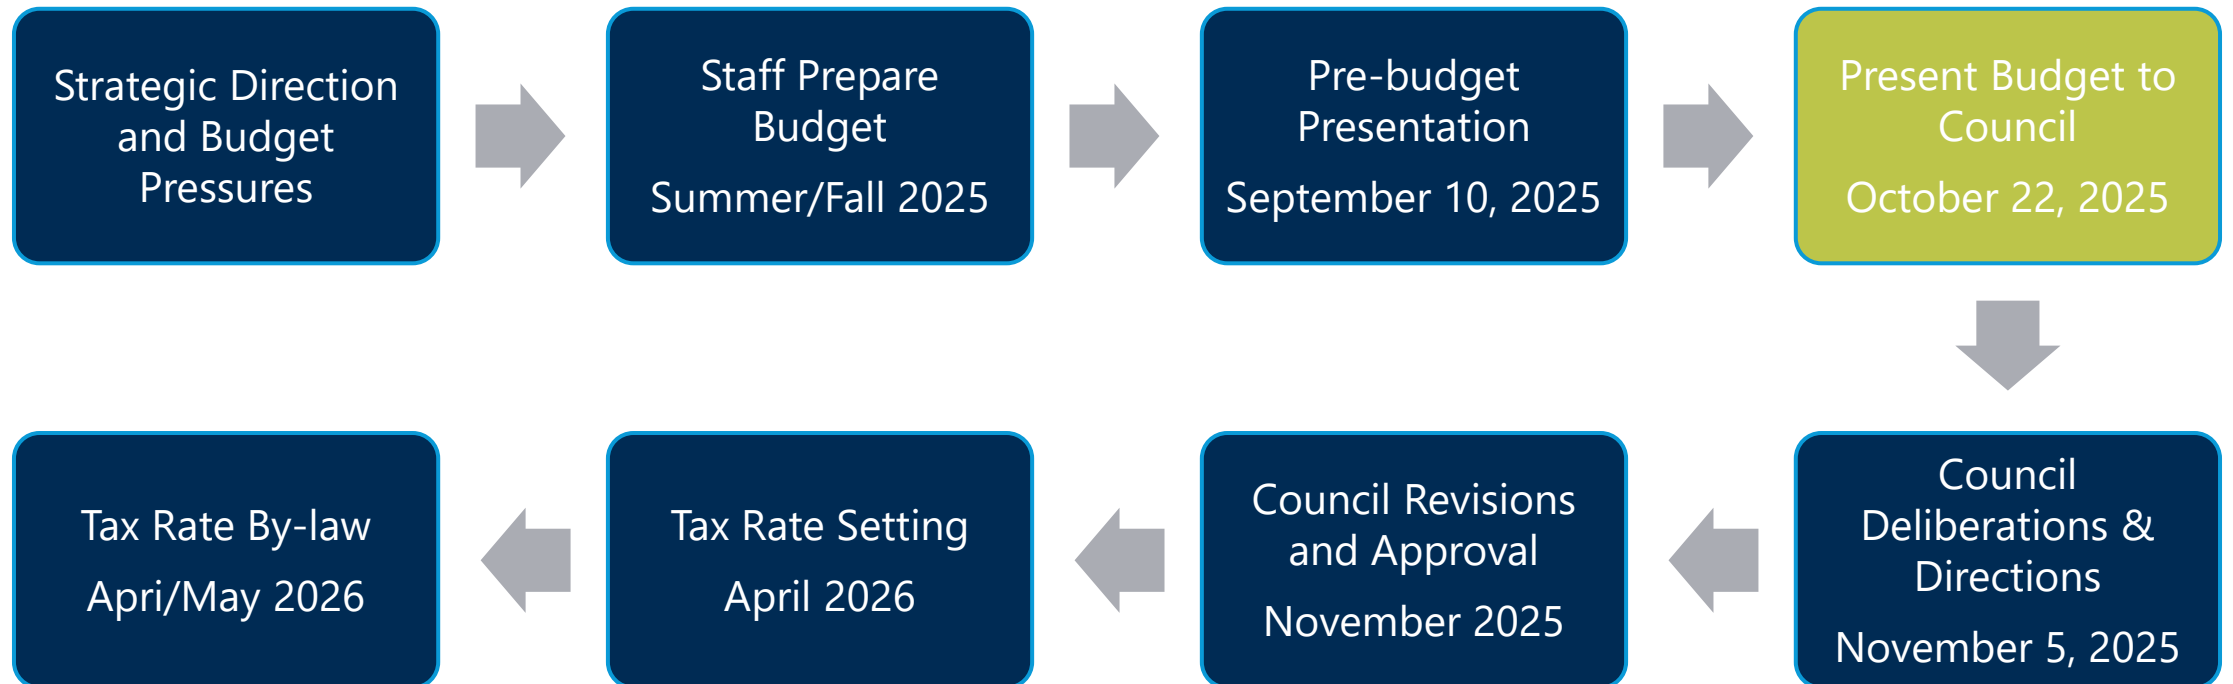 Strategic Direction
and Budget
Pressures
Staff Prepare
Budget
Summer/Fall 2025
Pre-budget
Presentation
September 10, 2025
Present Budget to
Council
October 22, 2025
Council
Deliberations &
Directions
November 5, 2025
Council Revisions
and Approval
November 2025
Tax Rate Setting
April 2026
Tax Rate By-law
Apri/May 2026